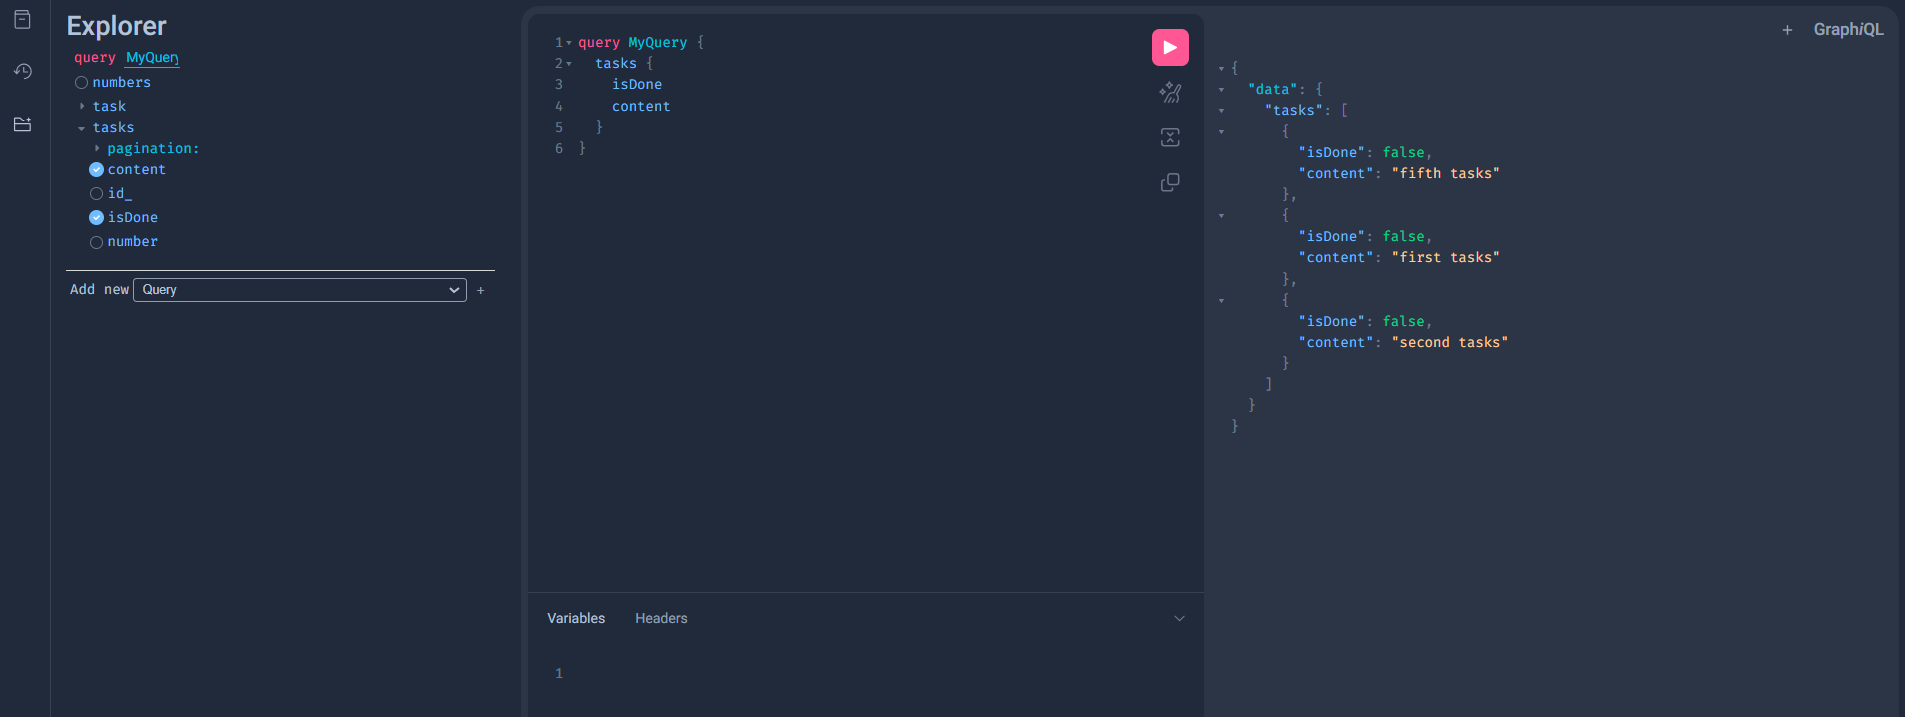 Explorer
query MyQuery
numbers
task
tasks
pagination:
content
id_
isDone
number
Add new Query +
1 query MyQuery {
2 tasks {
3 isDone
4 content
5 }
6 }
Variables Headers
1
+ GraphiQL
{
"data": {
"tasks": [
{
"isDone": false,
"content": "fifth tasks"
},
{
"isDone": false,
"content": "first tasks"
},
{
"isDone": false,
"content": "second tasks"
}
]
}
}